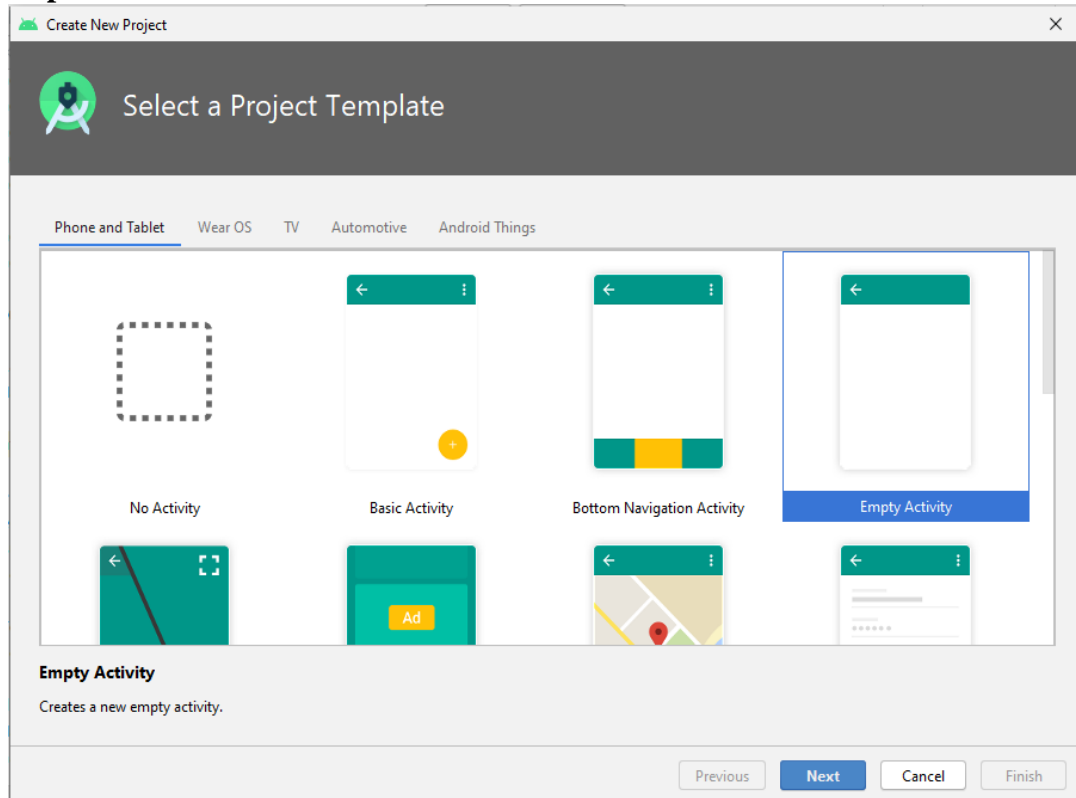 Create New Project
Select a Project Template
Phone and Tablet Wear OS TV Automotive Android Things
No Activity Basic Activity Bottom Navigation Activity Empty Activity
Ad
Empty Activity
Creates a new empty activity.
Previous Next Cancel Finish